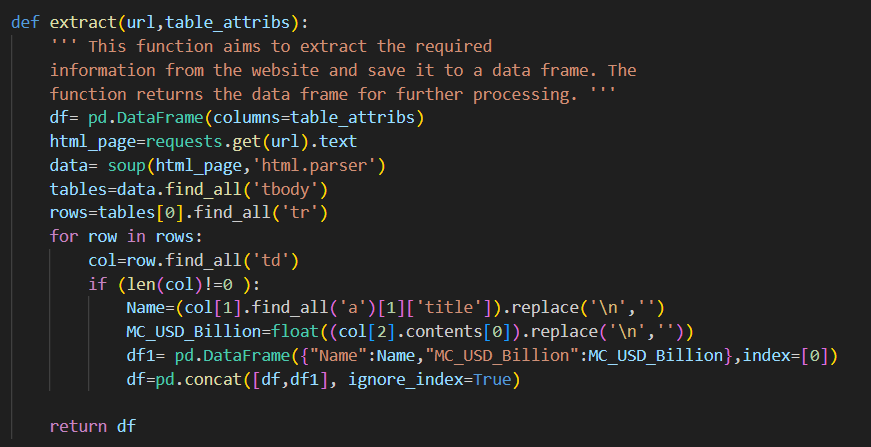 def extract(url,table_attribs):
    ''' This function aims to extract the required
    information from the website and save it to a data frame. The
    function returns the data frame for further processing. '''
    df= pd.DataFrame(columns=table_attribs)
    html_page=requests.get(url).text
    data= soup(html_page,'html.parser')
    tables=data.find_all('tbody')
    rows=tables[0].find_all('tr')
    for row in rows:
        col=row.find_all('td')
        if (len(col)!=0 ):
            Name=(col[1].find_all('a')[1]['title']).replace('\n','')
            MC_USD_Billion=float((col[2].contents[0]).replace('\n',''))
            df1= pd.DataFrame({"Name":Name,"MC_USD_Billion":MC_USD_Billion},index=[0])
            df=pd.concat([df,df1], ignore_index=True)

    return df